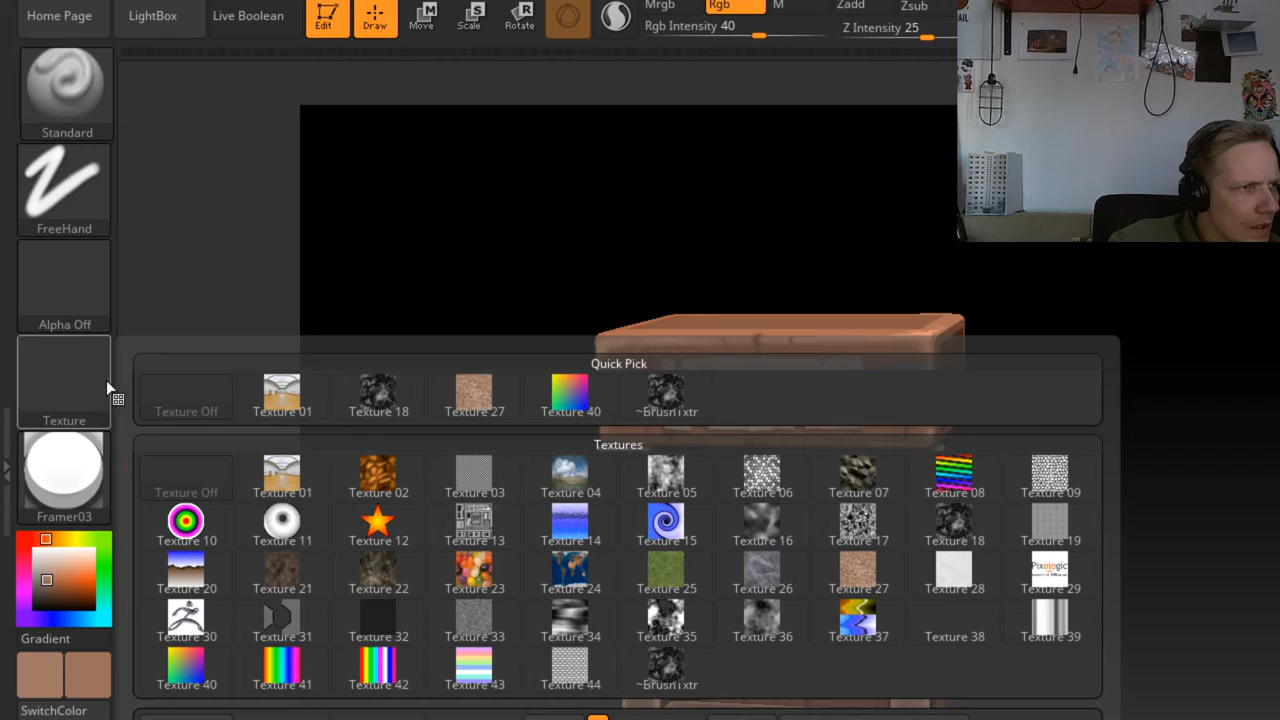 Home Page LightBox Live Boolean Edit Draw Move Scale Rotate Mrgb Rgb M Zadd Zsub
Rgb Intensity 40 Z Intensity 25
Standard
FreeHand
Alpha Off
Texture
Framer03
Gradient
SwitchColor
Quick Pick
Texture Off Texture 01 Texture 18 Texture 27 Texture 40 ~BrushTxtr
Textures
Texture Off Texture 01 Texture 02 Texture 03 Texture 04 Texture 05 Texture 06 Texture 07 Texture 08 Texture 09
Texture 10 Texture 11 Texture 12 Texture 13 Texture 14 Texture 15 Texture 16 Texture 17 Texture 18 Texture 19
Texture 20 Texture 21 Texture 22 Texture 23 Texture 24 Texture 25 Texture 26 Texture 27 Texture 28 Texture 29
Pixologic
Texture 30 Texture 31 Texture 32 Texture 33 Texture 34 Texture 35 Texture 36 Texture 37 Texture 38 Texture 39
Texture 40 Texture 41 Texture 42 Texture 43 Texture 44 ~BrushTxtr